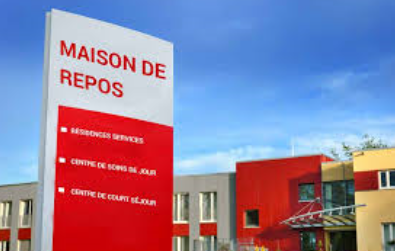 MAISON DE
REPOS
RÉSIDENCES SERVICES
CENTRE DE SOINS DE JOUR
CENTRE DE COURT SÉJOUR